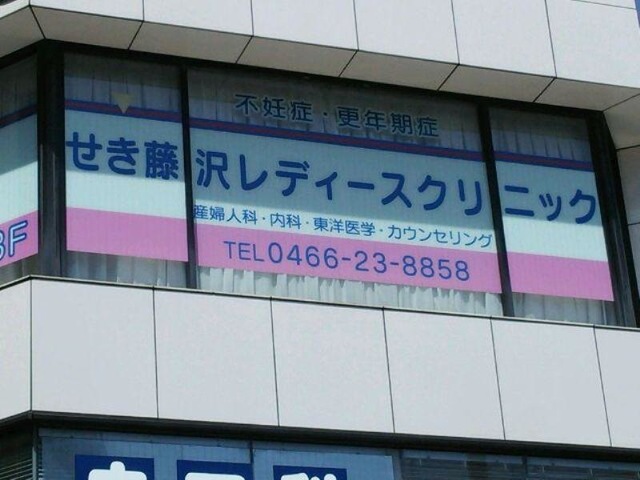 不妊症・更年期症
せき藤沢レディースクリニック
産婦人科・内科・東洋医学・カウンセリング
TEL0466-23-8858
3F